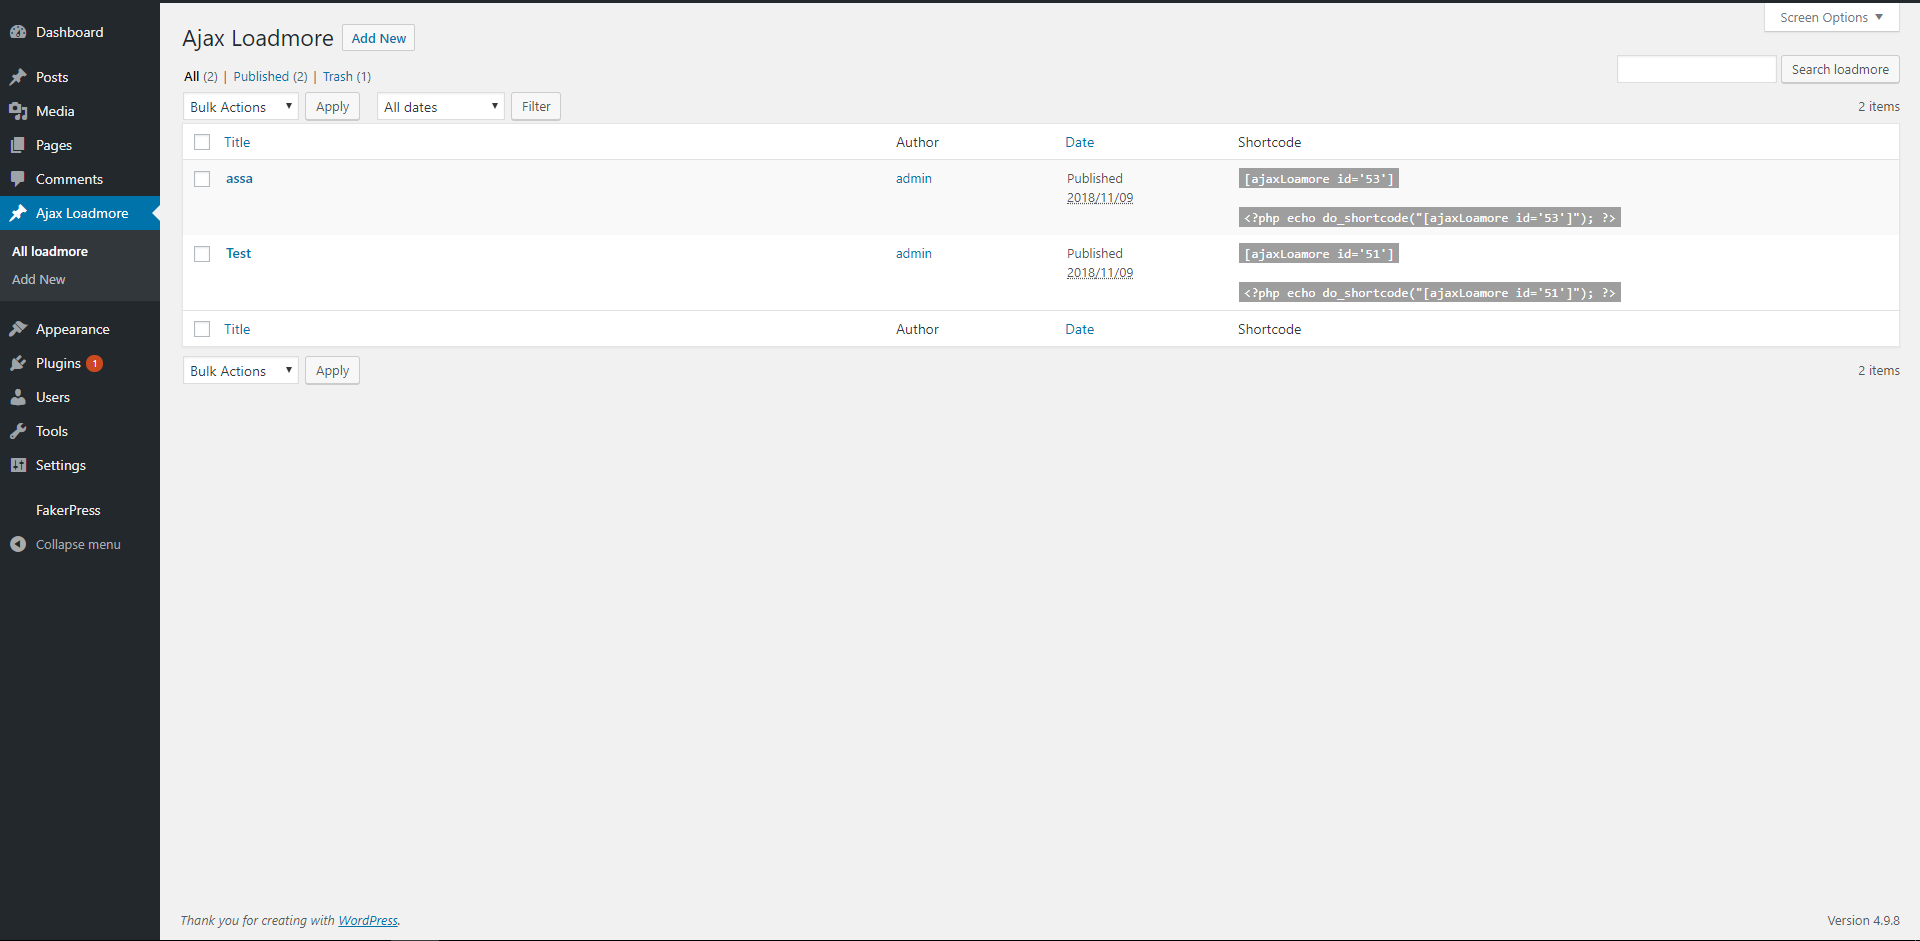 Screen Options
Dashboard
Posts
Media
Pages
Comments
Ajax Loadmore
All loadmore
Add New
Appearance
Plugins 1
Users
Tools
Settings
FakerPress
Collapse menu
Ajax Loadmore Add New
All (2) | Published (2) | Trash (1)
Search loadmore
Bulk Actions Apply All dates Filter 2 items
Title Author Date Shortcode
assa admin Published [ajaxLoamore id='53']
2018/11/09
<?php echo do_shortcode("[ajaxLoamore id='53']"); ?>
Test admin Published [ajaxLoamore id='51']
2018/11/09
<?php echo do_shortcode("[ajaxLoamore id='51']"); ?>
Title Author Date Shortcode
Bulk Actions Apply 2 items
Thank you for creating with WordPress. Version 4.9.8